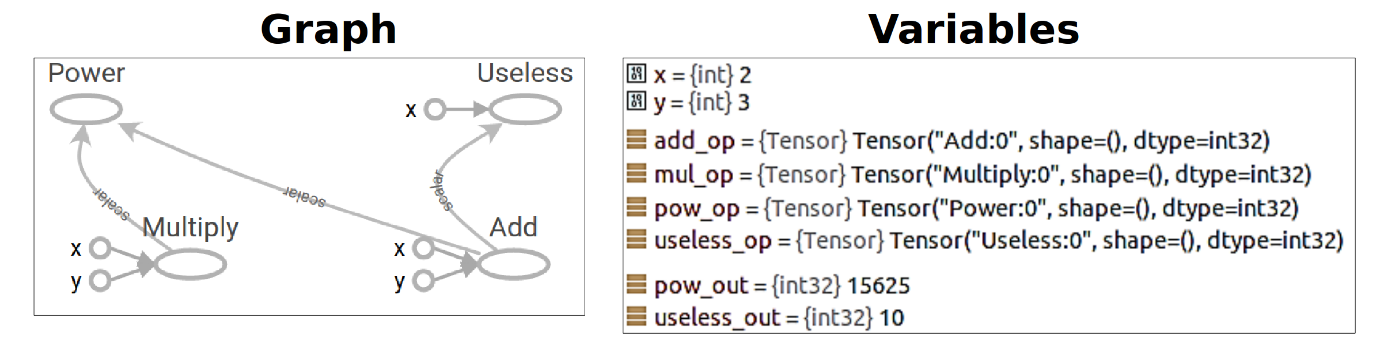 Graph
Power
Useless
x
scalar
scalar
scalar
Multiply
Add
x
y
x
y
Variables
x = {int} 2
y = {int} 3
add_op = {Tensor} Tensor("Add:0", shape=(), dtype=int32)
mul_op = {Tensor} Tensor("Multiply:0", shape=(), dtype=int32)
pow_op = {Tensor} Tensor("Power:0", shape=(), dtype=int32)
useless_op = {Tensor} Tensor("Useless:0", shape=(), dtype=int32)
pow_out = {int32} 15625
useless_out = {int32} 10